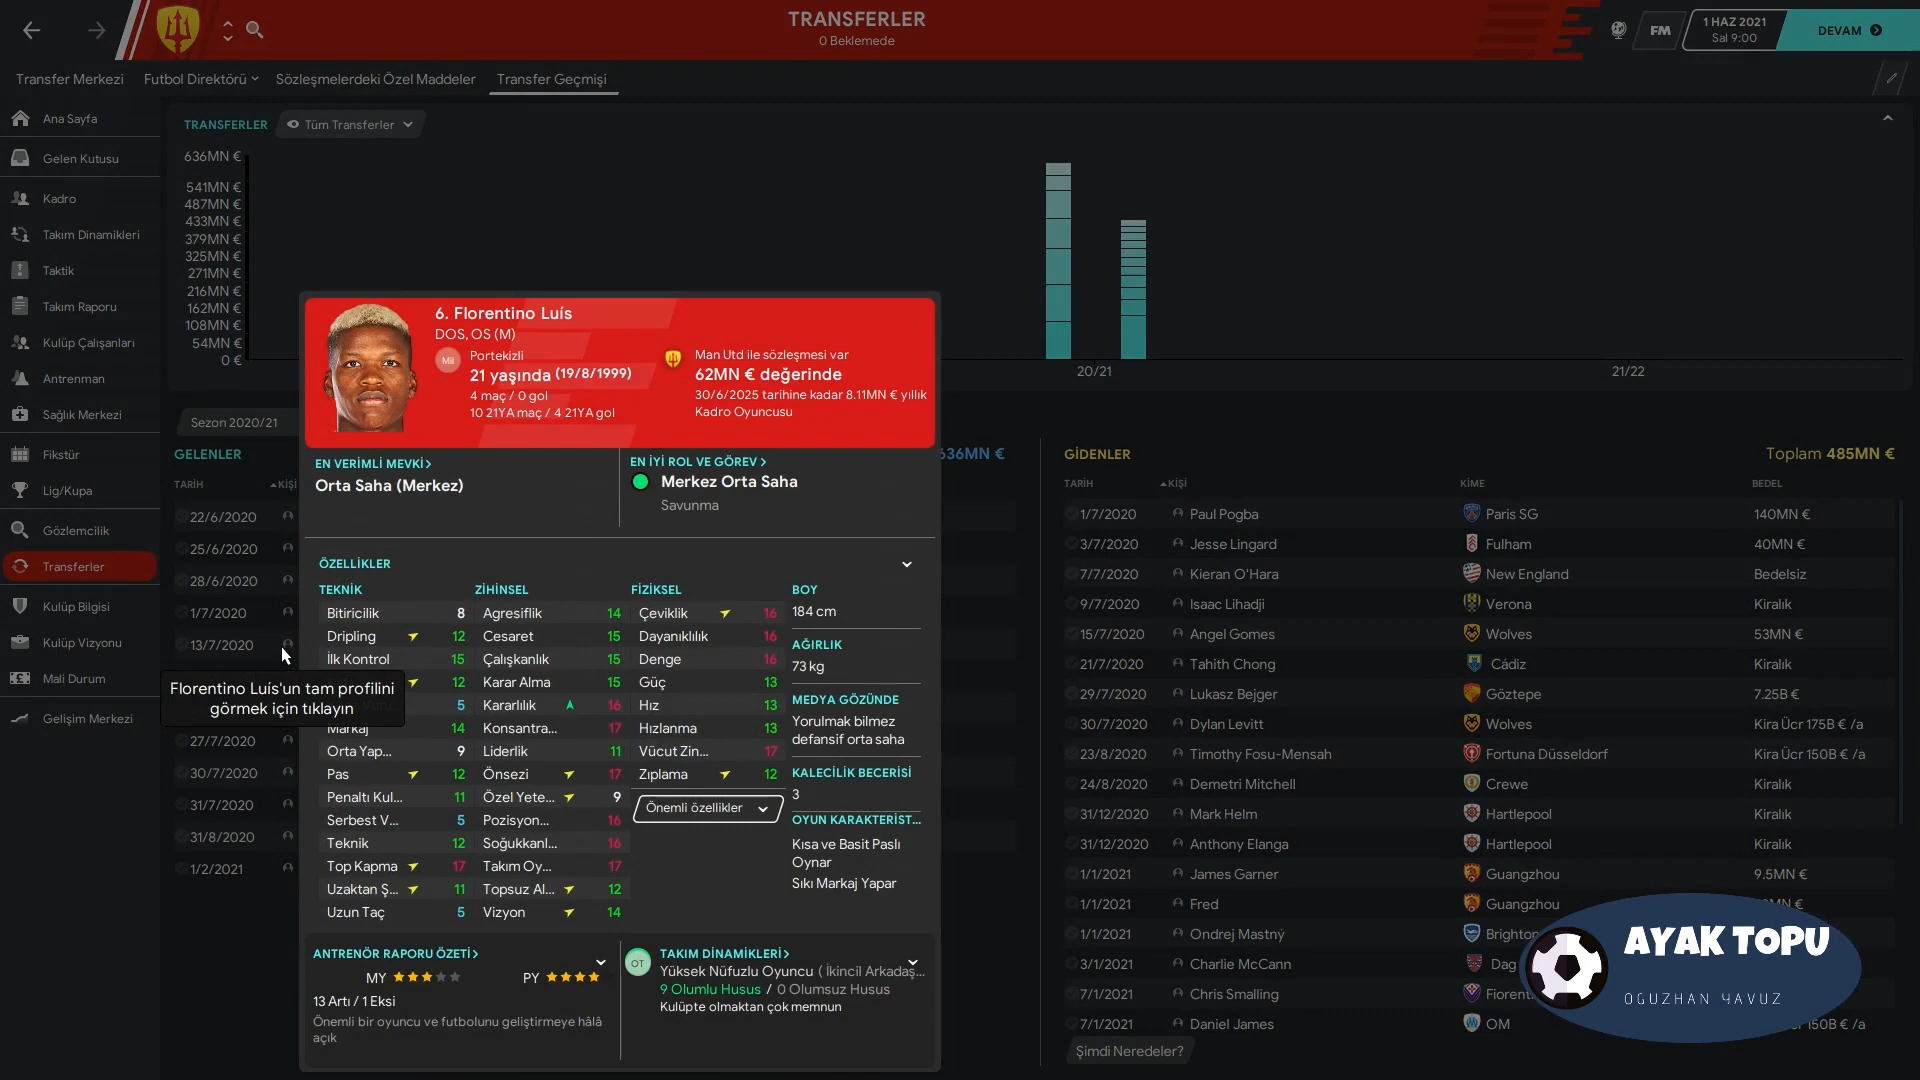 TRANSFERLER
0 Beklemede
FM
1 HAZ 2021
Sal 9:00
DEVAM
Transfer Merkezi
Futbol Direktörü
Sözleşmelerdeki Özel Maddeler
Transfer Geçmişi
Ana Sayfa
Gelen Kutusu
Kadro
Takım Dinamikleri
Taktik
Takım Raporu
Kulüp Çalışanları
Antrenman
Sağlık Merkezi
Fikstür
Lig/Kupa
Gözlemcilik
Transferler
Kulüp Bilgisi
Kulüp Vizyonu
Mali Durum
Gelişim Merkezi
TRANSFERLER
Tüm Transferler
636MN €
541MN €
487MN €
433MN €
379MN €
325MN €
271MN €
216MN €
162MN €
108MN €
54MN €
0 €
20/21
21/22
Sezon 2020/21
GELENLER
636MN €
TARİH
KİŞİ
22/6/2020
25/6/2020
28/6/2020
1/7/2020
13/7/2020
27/7/2020
30/7/2020
31/7/2020
31/8/2020
1/2/2021
Florentino Luís'un tam profilini
görmek için tıklayın
6. Florentino Luís
DOS, OS (M)
Mil
Portekizli
21 yaşında (19/8/1999)
4 maç / 0 gol
10 21YA maç / 4 21YA gol
Man Utd ile sözleşmesi var
62MN € değerinde
30/6/2025 tarihine kadar 8.11MN € yıllık
Kadro Oyuncusu
EN VERİMLİ MEVKİ
Orta Saha (Merkez)
EN İYİ ROL VE GÖREV
Merkez Orta Saha
Savunma
ÖZELLİKLER
TEKNİK
Bitiricilik 8
Dripling 12
İlk Kontrol 15
12
5
Markaj 14
Orta Yap... 9
Pas 12
Penaltı Kul... 11
Serbest V... 5
Teknik 12
Top Kapma 17
Uzaktan Ş... 11
Uzun Taç 5
ZİHİNSEL
Agresiflik 14
Cesaret 15
Çalışkanlık 15
Karar Alma 15
Kararlılık 16
Konsantra... 17
Liderlik 11
Önsezi 17
Özel Yete... 9
Pozisyon... 16
Soğukkanl... 16
Takım Oy... 17
Topsuz Al... 12
Vizyon 14
FİZİKSEL
Çeviklik 16
Dayanıklılık 16
Denge 16
Güç 13
Hız 13
Hızlanma 13
Vücut Zin... 17
Zıplama 12
Önemli özellikler
BOY
184 cm
AĞIRLIK
73 kg
MEDYA GÖZÜNDE
Yorulmak bilmez
defansif orta saha
KALECİLİK BECERİSİ
3
OYUN KARAKTERİST...
Kısa ve Basit Paslı
Oynar
Sıkı Markaj Yapar
ANTRENÖR RAPORU ÖZETİ
MY
PY
13 Artı / 1 Eksi
Önemli bir oyuncu ve futbolunu geliştirmeye hâlâ
açık
OT
TAKIM DİNAMİKLERİ
Yüksek Nüfuzlu Oyuncu ( İkincil Arkadaş...
9 Olumlu Husus / 0 Olumsuz Husus
Kulüpte olmaktan çok memnun
GİDENLER
Toplam 485MN €
TARİH KİŞİ KİME BEDEL
1/7/2020 Paul Pogba Paris SG 140MN €
3/7/2020 Jesse Lingard Fulham 40MN €
7/7/2020 Kieran O'Hara New England Bedelsiz
9/7/2020 Isaac Lihadji Verona Kiralık
15/7/2020 Angel Gomes Wolves 53MN €
21/7/2020 Tahith Chong Cádiz Kiralık
29/7/2020 Lukasz Bejger Göztepe 7.25B €
30/7/2020 Dylan Levitt Wolves Kira Ücr 175B € /a
23/8/2020 Timothy Fosu-Mensah Fortuna Düsseldorf Kira Ücr 150B € /a
24/8/2020 Demetri Mitchell Crewe Kiralık
31/12/2020 Mark Helm Hartlepool Kiralık
31/12/2020 Anthony Elanga Hartlepool Kiralık
1/1/2021 James Garner Guangzhou 9.5MN €
1/1/2021 Fred Guangzhou
1/1/2021 Ondrej Mastný Brighton
3/1/2021 Charlie McCann Dag
7/1/2021 Chris Smalling Fiorent
7/1/2021 Daniel James OM 150B € /a
Şimdi Neredeler?
AYAK TOPU
OGUZHAN YAVUZ